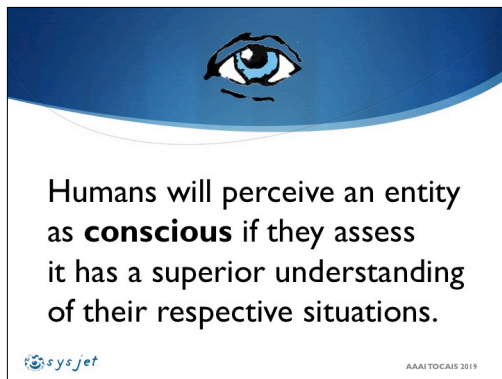 Humans will perceive an entity
as conscious if they assess
it has a superior understanding
of their respective situations.
sysjet
AAAI TOCAIS 2019